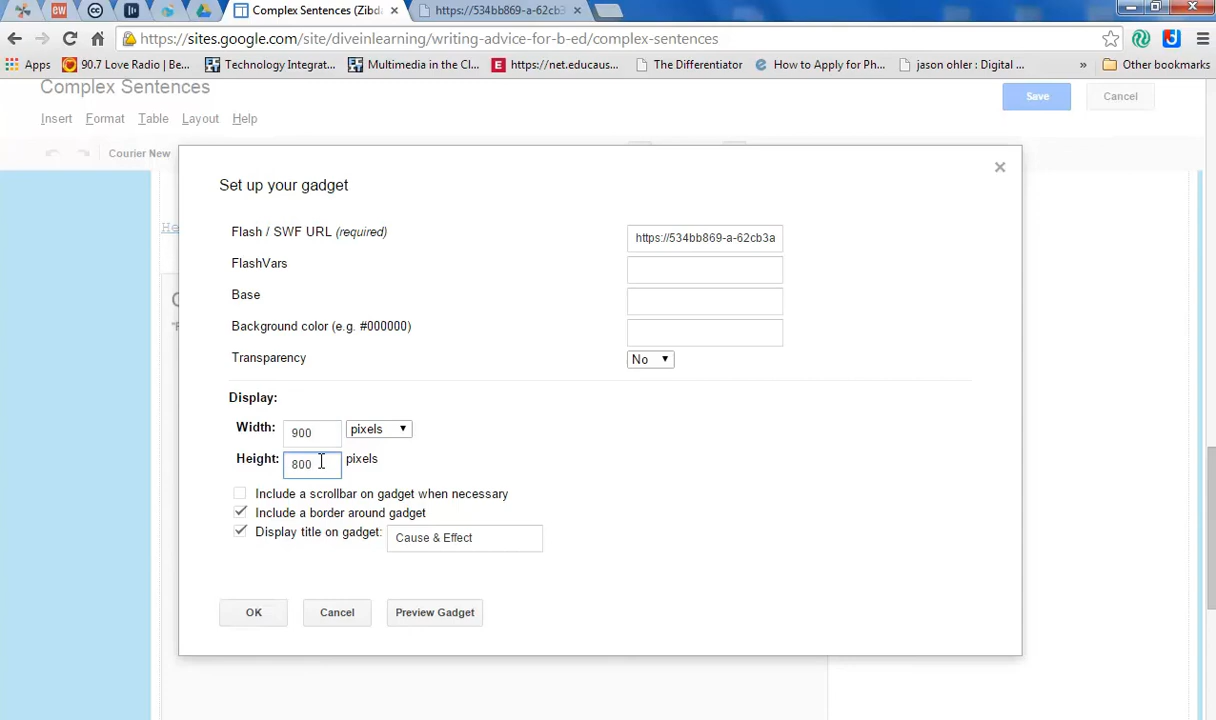 ew
Complex Sentences (Zibda
https://534bb869-a-62cb3
https://sites.google.com/site/diveinlearning/writing-advice-for-b-ed/complex-sentences
Apps 90.7 Love Radio | Be... Technology Integrat... Multimedia in the Cl... https://net.educaus... The Differentiator How to Apply for Ph... jason ohler : Digital ... » Other bookmarks
Complex Sentences
Save Cancel
Insert Format Table Layout Help
Courier New
Set up your gadget
Flash / SWF URL (required) https://534bb869-a-62cb3a
FlashVars
Base
Background color (e.g. #000000)
Transparency No
Display:
Width: 900 pixels
Height: 800 pixels
Include a scrollbar on gadget when necessary
Include a border around gadget
Display title on gadget: Cause & Effect
OK Cancel Preview Gadget